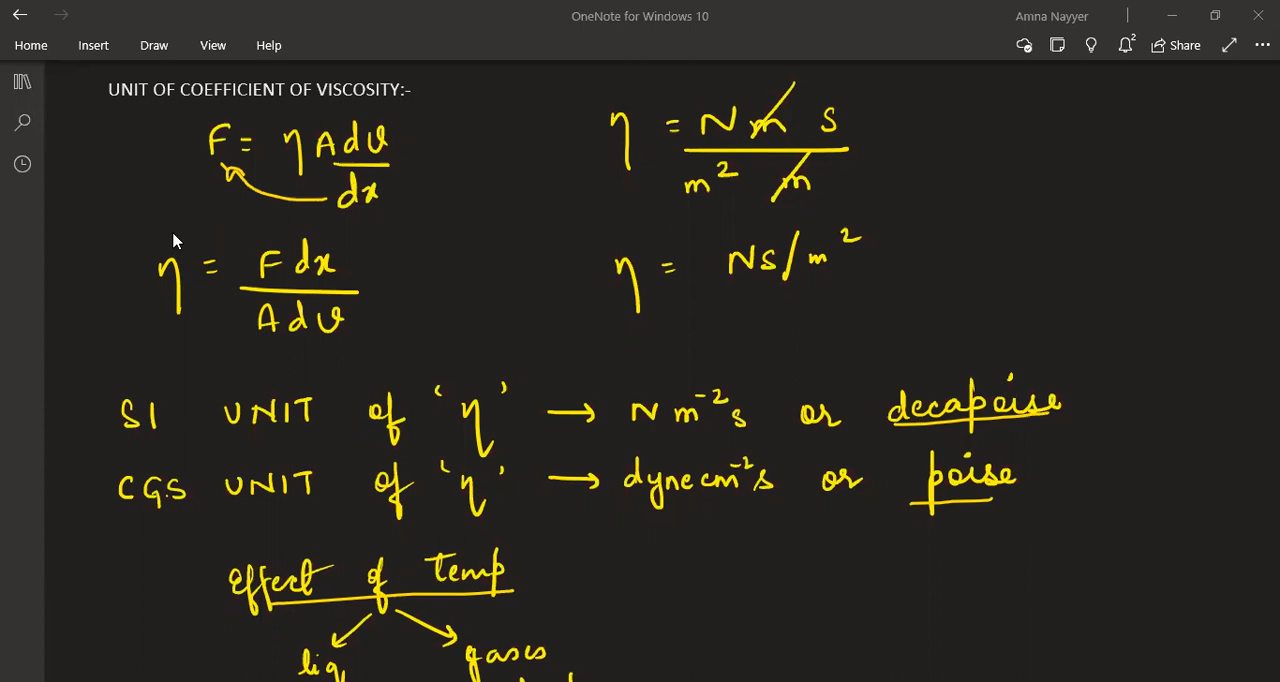 OneNote for Windows 10
Amna Nayyer
Home Insert Draw View Help
2
Share
UNIT OF COEFFICIENT OF VISCOSITY:-
F = η A dv
dx
η = F dx
A dv
η = N m s
m² m
η = Ns/m²
SI UNIT of 'η' → N m⁻² s or decapoise
C.G.S UNIT of 'η' → dyne cm⁻² s or poise
Effect of temp
liq gases